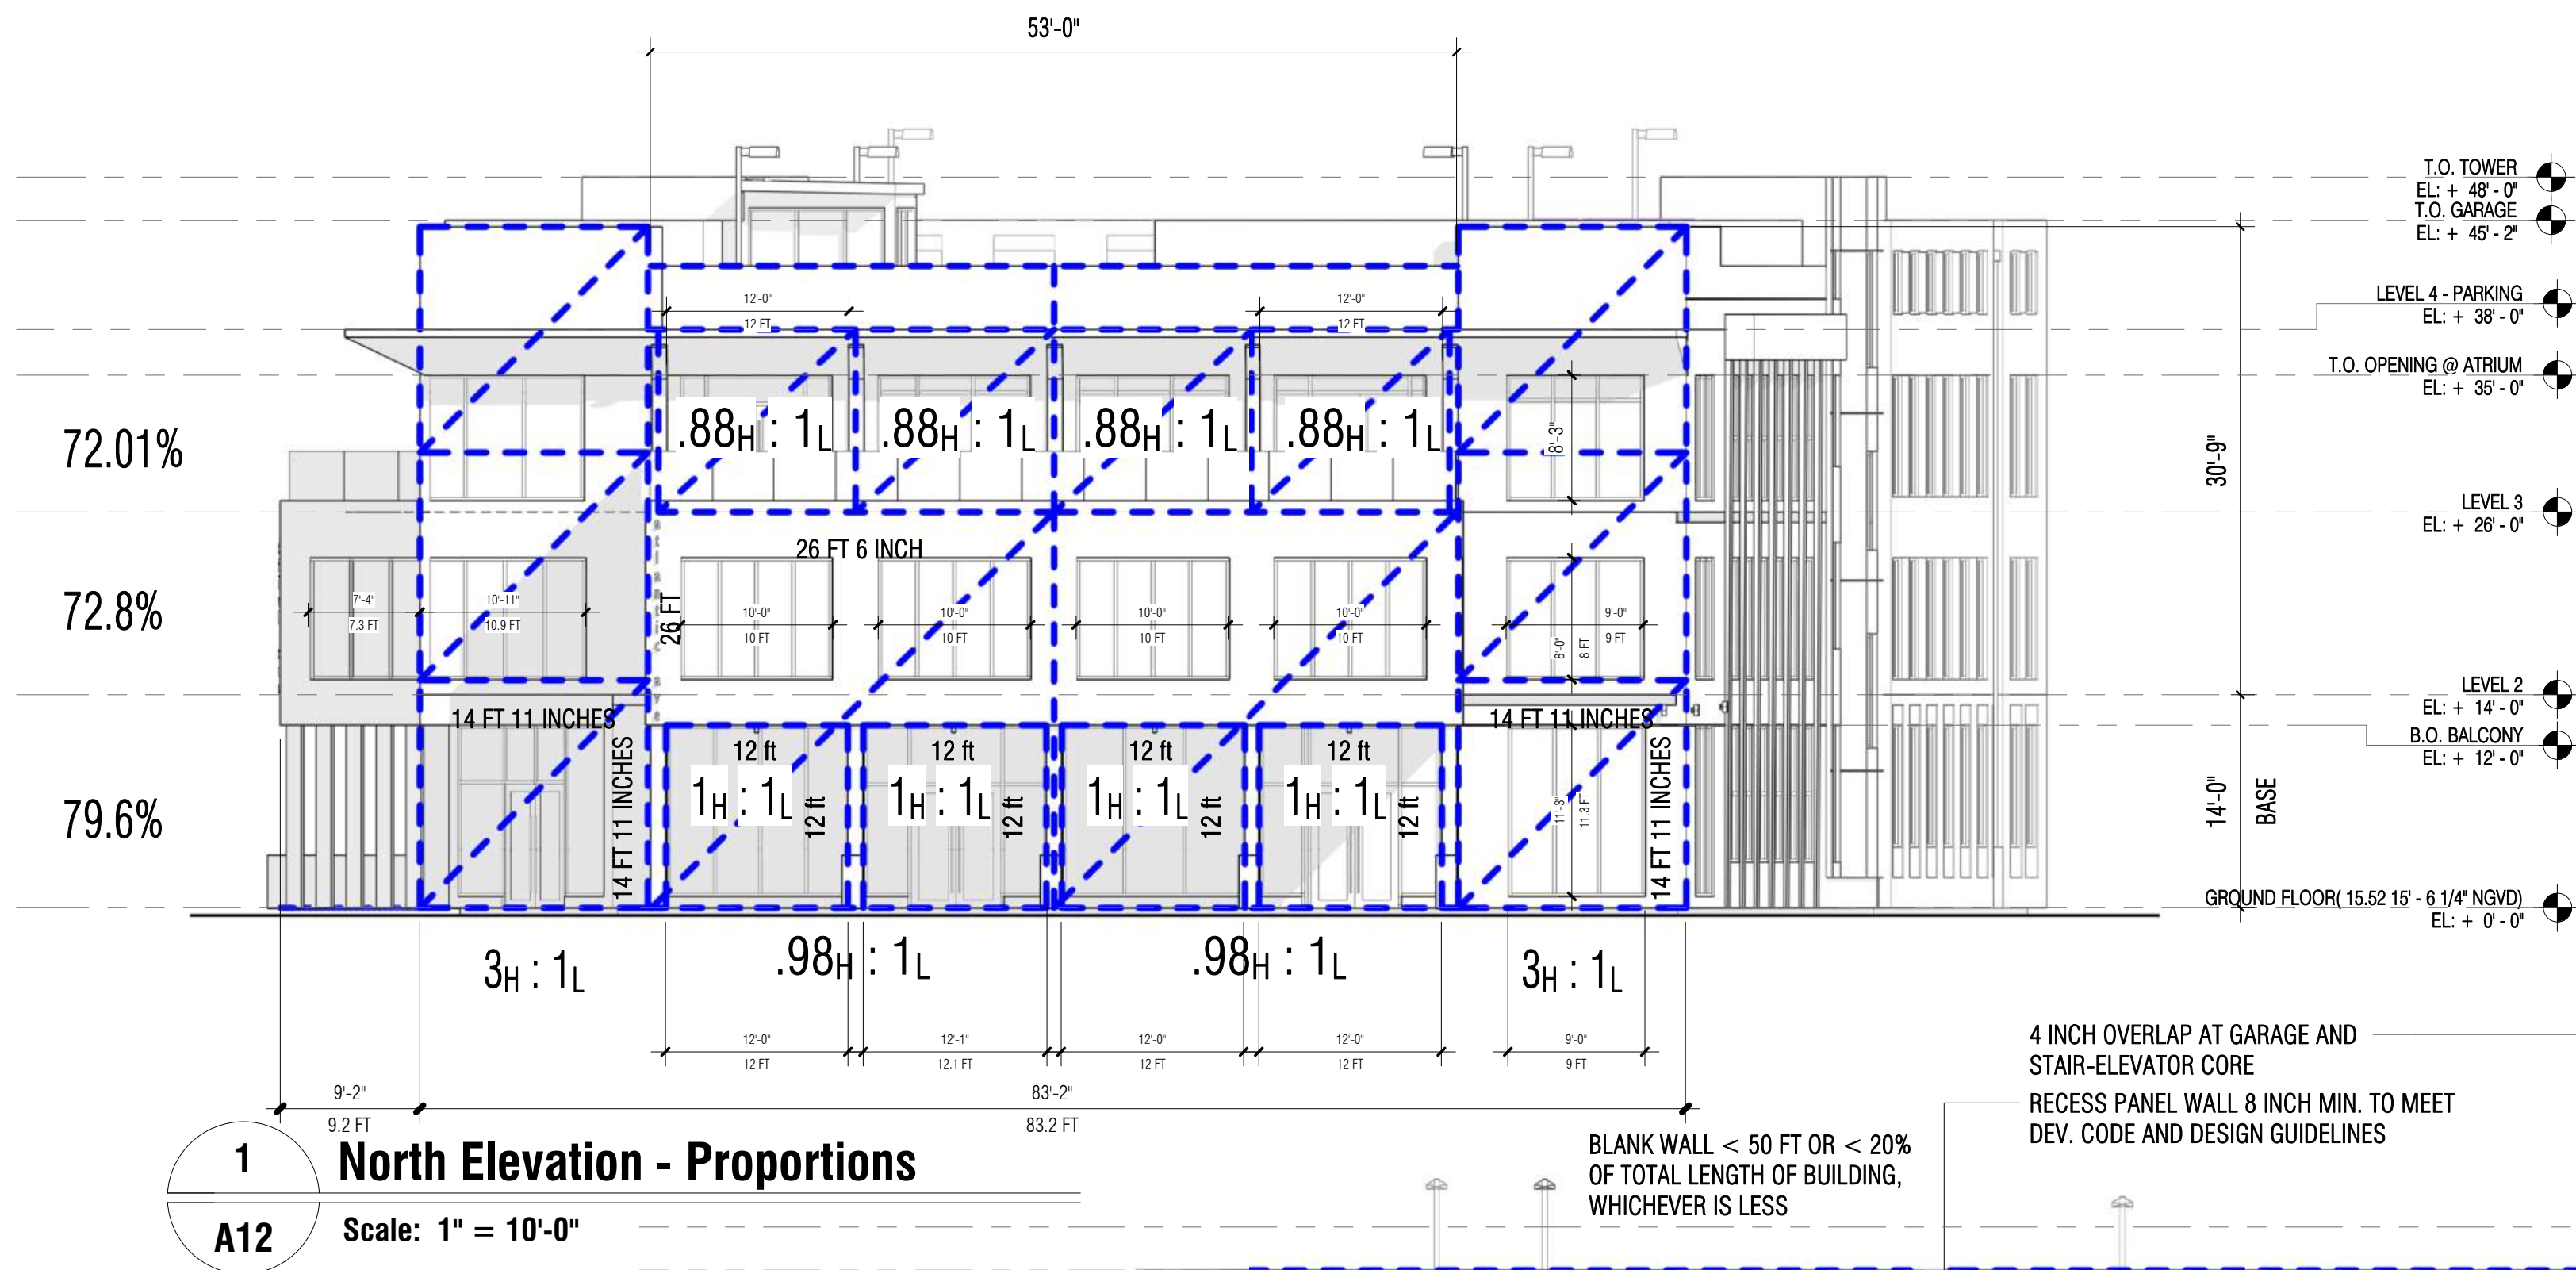 53'-0"
T.O. TOWER
EL: + 48' - 0"
T.O. GARAGE
EL: + 45' - 2"
LEVEL 4 - PARKING
EL: + 38' - 0"
12'-0"
12 FT
12'-0"
12 FT
T.O. OPENING @ ATRIUM
EL: + 35' - 0"
72.01%
.88H : 1L
.88H : 1L
.88H : 1L
.88H : 1L
8'-3"
30'-9"
LEVEL 3
EL: + 26' - 0"
26 FT 6 INCH
26 FT
72.8%
7'-4"
7.3 FT
10'-11"
10.9 FT
10'-0"
10 FT
10'-0"
10 FT
10'-0"
10 FT
10'-0"
10 FT
8'-0"
8 FT
9'-0"
9 FT
LEVEL 2
EL: + 14' - 0"
14 FT 11 INCHES
14 FT 11 INCHES
B.O. BALCONY
EL: + 12' - 0"
79.6%
14 FT 11 INCHES
12 ft
1H : 1L
12 ft
12 ft
1H : 1L
12 ft
12 ft
1H : 1L
12 ft
12 ft
1H : 1L
12 ft
11'-3"
11.3 FT
14 FT 11 INCHES
14'-0"
BASE
GROUND FLOOR( 15.52 15' - 6 1/4" NGVD)
EL: + 0' - 0"
3H : 1L
.98H : 1L
.98H : 1L
3H : 1L
12'-0"
12 FT
12'-1"
12.1 FT
12'-0"
12 FT
12'-0"
12 FT
9'-0"
9 FT
9'-2"
9.2 FT
83'-2"
83.2 FT
4 INCH OVERLAP AT GARAGE AND
STAIR-ELEVATOR CORE
RECESS PANEL WALL 8 INCH MIN. TO MEET
DEV. CODE AND DESIGN GUIDELINES
BLANK WALL < 50 FT OR < 20%
OF TOTAL LENGTH OF BUILDING,
WHICHEVER IS LESS
1
A12
North Elevation - Proportions
Scale: 1" = 10'-0"